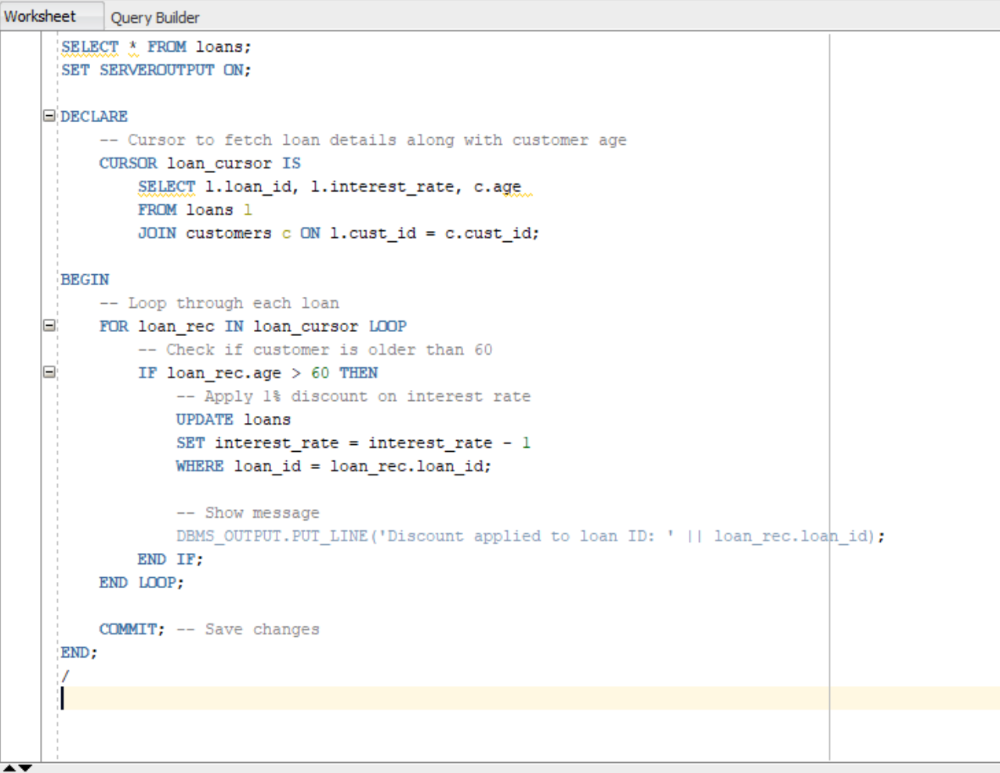 Worksheet Query Builder
SELECT * FROM loans;
SET SERVEROUTPUT ON;
DECLARE
-- Cursor to fetch loan details along with customer age
CURSOR loan_cursor IS
SELECT l.loan_id, l.interest_rate, c.age
FROM loans l
JOIN customers c ON l.cust_id = c.cust_id;
BEGIN
-- Loop through each loan
FOR loan_rec IN loan_cursor LOOP
-- Check if customer is older than 60
IF loan_rec.age > 60 THEN
-- Apply 1% discount on interest rate
UPDATE loans
SET interest_rate = interest_rate - 1
WHERE loan_id = loan_rec.loan_id;
-- Show message
DBMS_OUTPUT.PUT_LINE('Discount applied to loan ID: ' || loan_rec.loan_id);
END IF;
END LOOP;
COMMIT; -- Save changes
END;
/